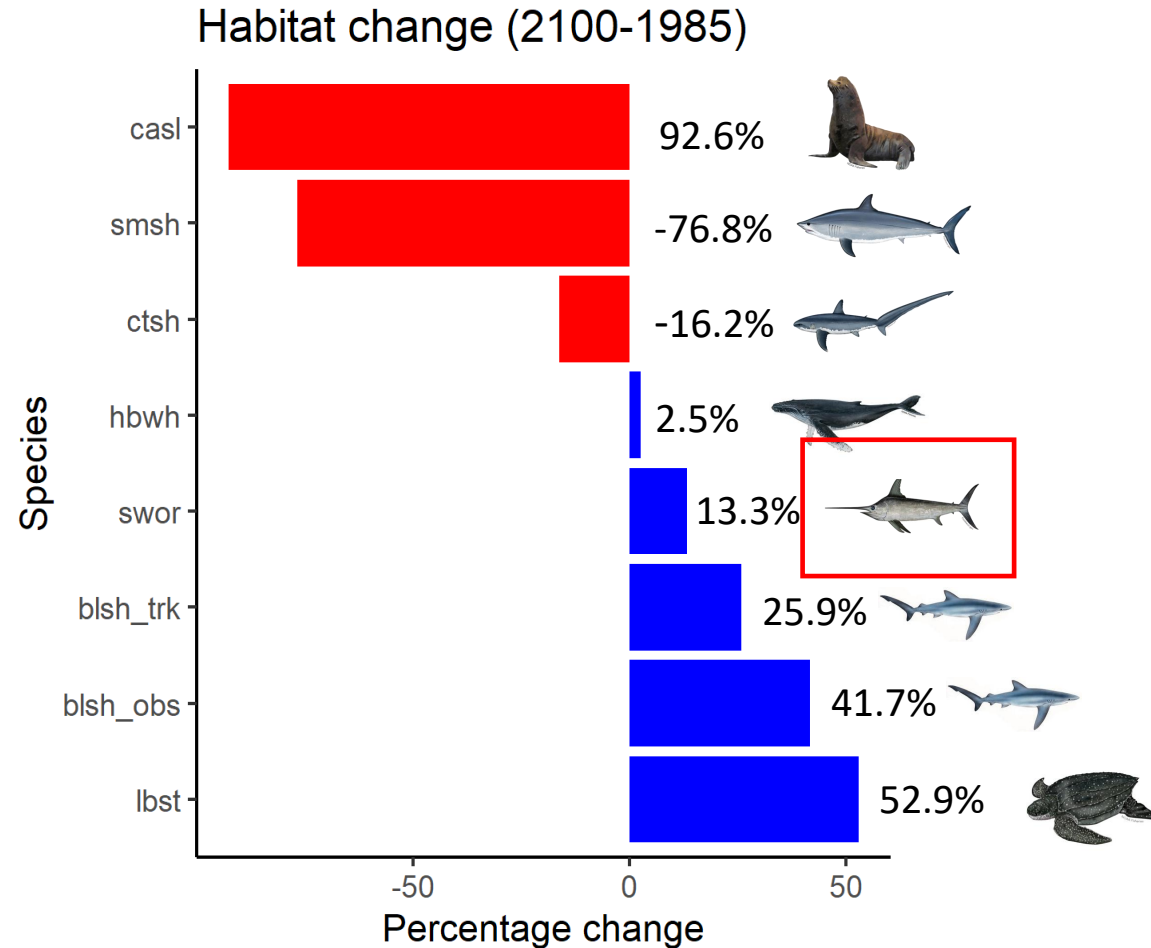 Habitat change (2100-1985)
casl 92.6%
smsh -76.8%
ctsh -16.2%
hbwh 2.5%
swor 13.3%
blsh_trk 25.9%
blsh_obs 41.7%
lbst 52.9%
Species
-50 0 50
Percentage change